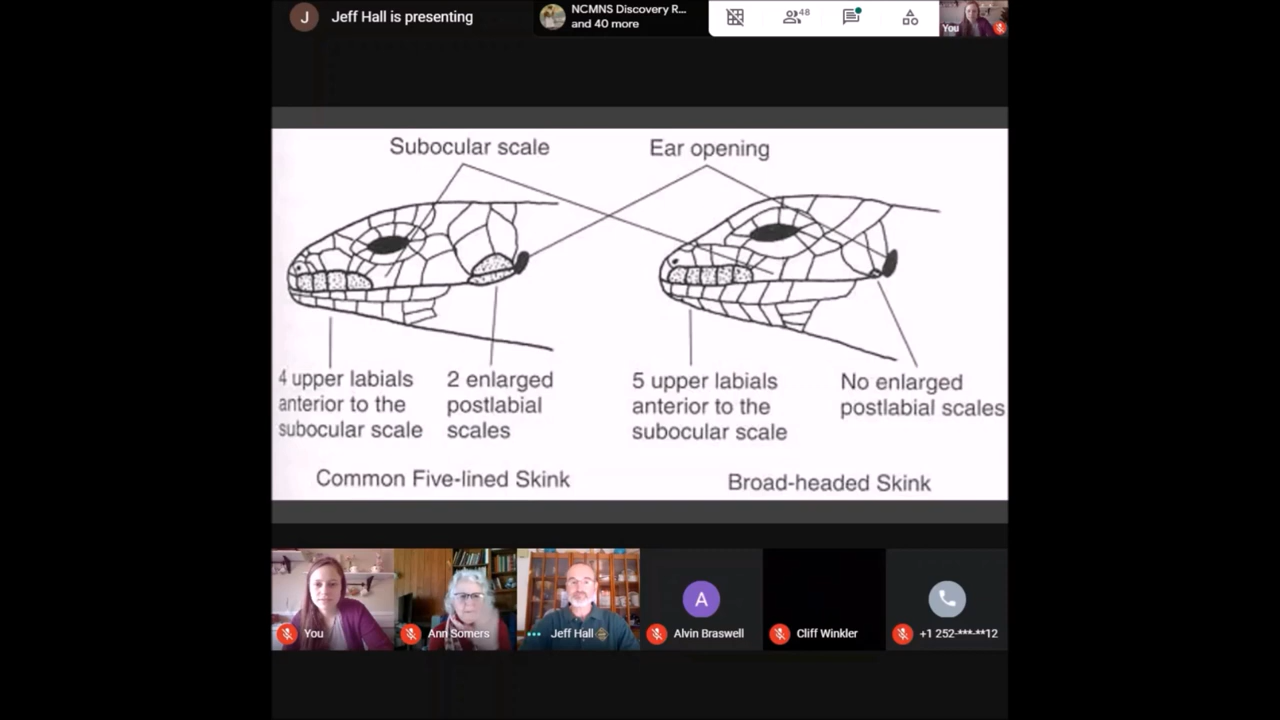 J
Jeff Hall is presenting
NCMNS Discovery R...
and 40 more
48
You
Subocular scale
Ear opening
4 upper labials
anterior to the
subocular scale
2 enlarged
postlabial
scales
5 upper labials
anterior to the
subocular scale
No enlarged
postlabial scales
Common Five-lined Skink
Broad-headed Skink
You
Ann Somers
Jeff Hall
A
Alvin Braswell
Cliff Winkler
+1 252-***-**12